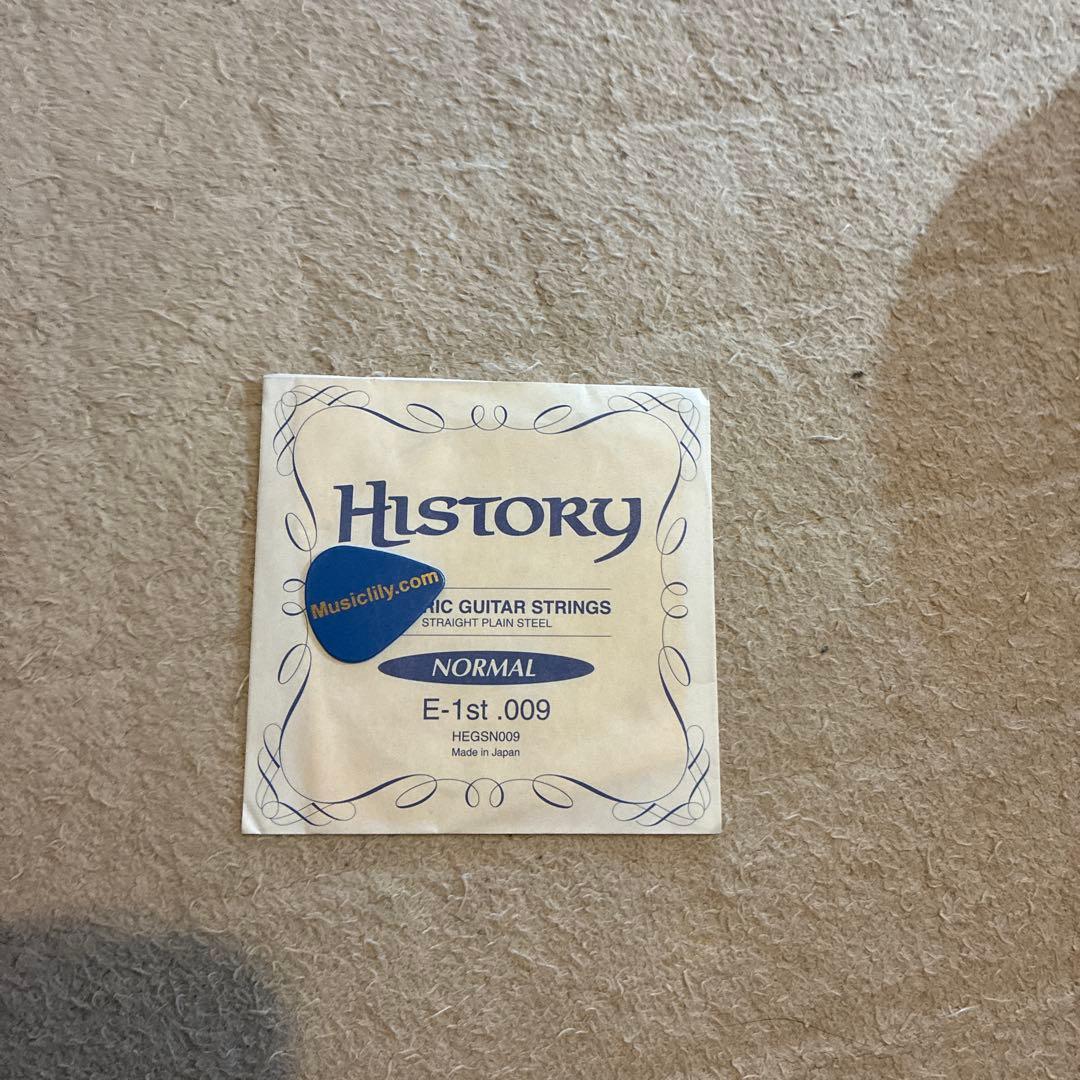 HISTORY
Musiclily.com
RIC GUITAR STRINGS
STRAIGHT PLAIN STEEL
NORMAL
E-1st .009
HEGSN009
Made in Japan